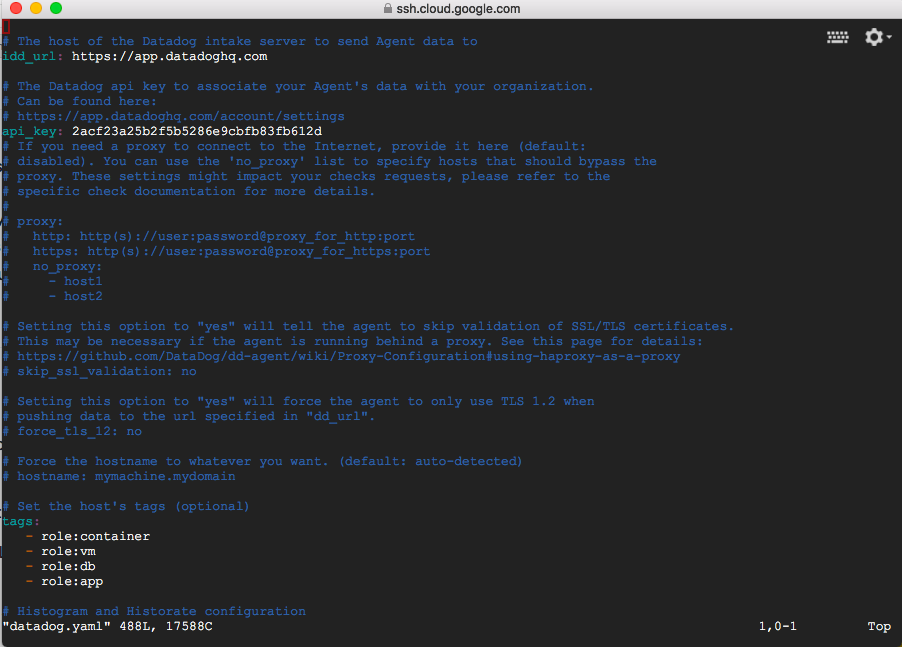 ssh.cloud.google.com
# The host of the Datadog intake server to send Agent data to
idd_url: https://app.datadoghq.com
# The Datadog api key to associate your Agent's data with your organization.
# Can be found here:
# https://app.datadoghq.com/account/settings
api_key: 2acf23a25b2f5b5286e9cbfb83fb612d
# If you need a proxy to connect to the Internet, provide it here (default:
# disabled). You can use the 'no_proxy' list to specify hosts that should bypass the
# proxy. These settings might impact your checks requests, please refer to the
# specific check documentation for more details.
#
# proxy:
#   http: http(s)://user:password@proxy_for_http:port
#   https: http(s)://user:password@proxy_for_https:port
#   no_proxy:
#     - host1
#     - host2
# Setting this option to "yes" will tell the agent to skip validation of SSL/TLS certificates.
# This may be necessary if the agent is running behind a proxy. See this page for details:
# https://github.com/DataDog/dd-agent/wiki/Proxy-Configuration#using-haproxy-as-a-proxy
# skip_ssl_validation: no
# Setting this option to "yes" will force the agent to only use TLS 1.2 when
# pushing data to the url specified in "dd_url".
# force_tls_12: no
# Force the hostname to whatever you want. (default: auto-detected)
# hostname: mymachine.mydomain
# Set the host's tags (optional)
tags:
   - role:container
   - role:vm
   - role:db
   - role:app
# Histogram and Historate configuration
"datadog.yaml" 488L, 17588C 1,0-1 Top